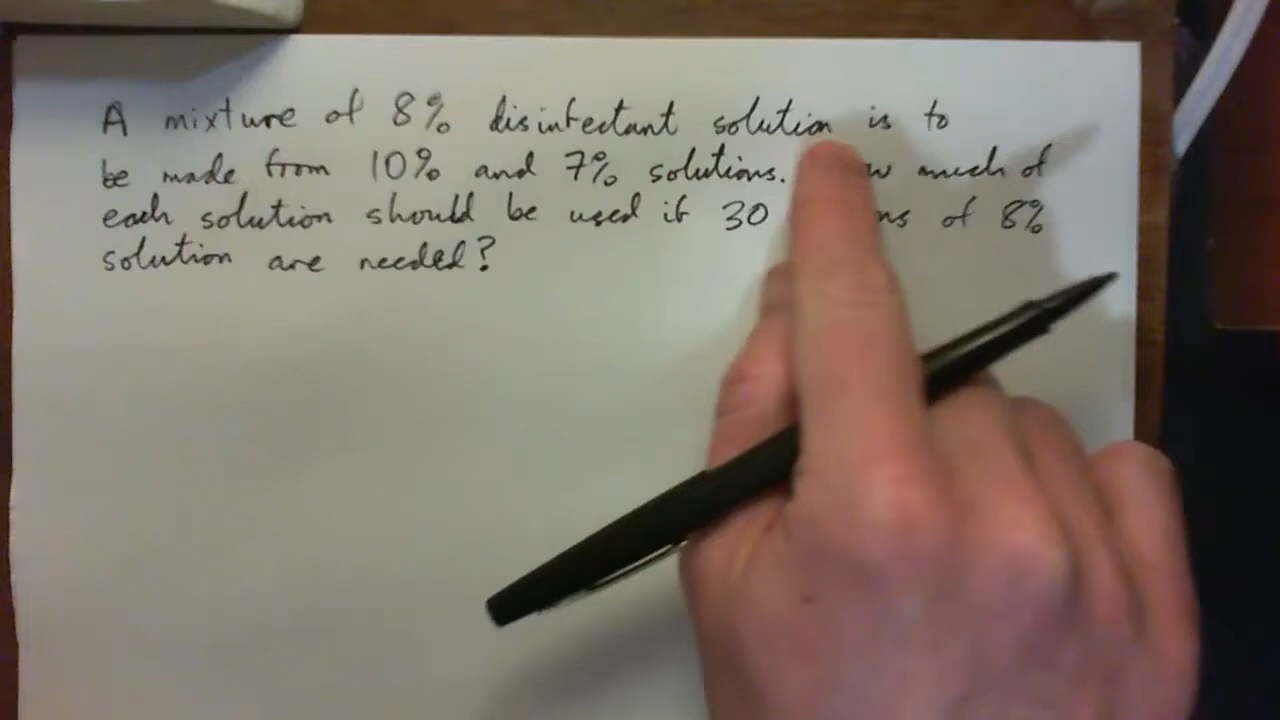 A mixture of 8% disinfectant solution is to
be made from 10% and 7% solutions. much of
each solution should be used if 30 of 8%
solution are needed?